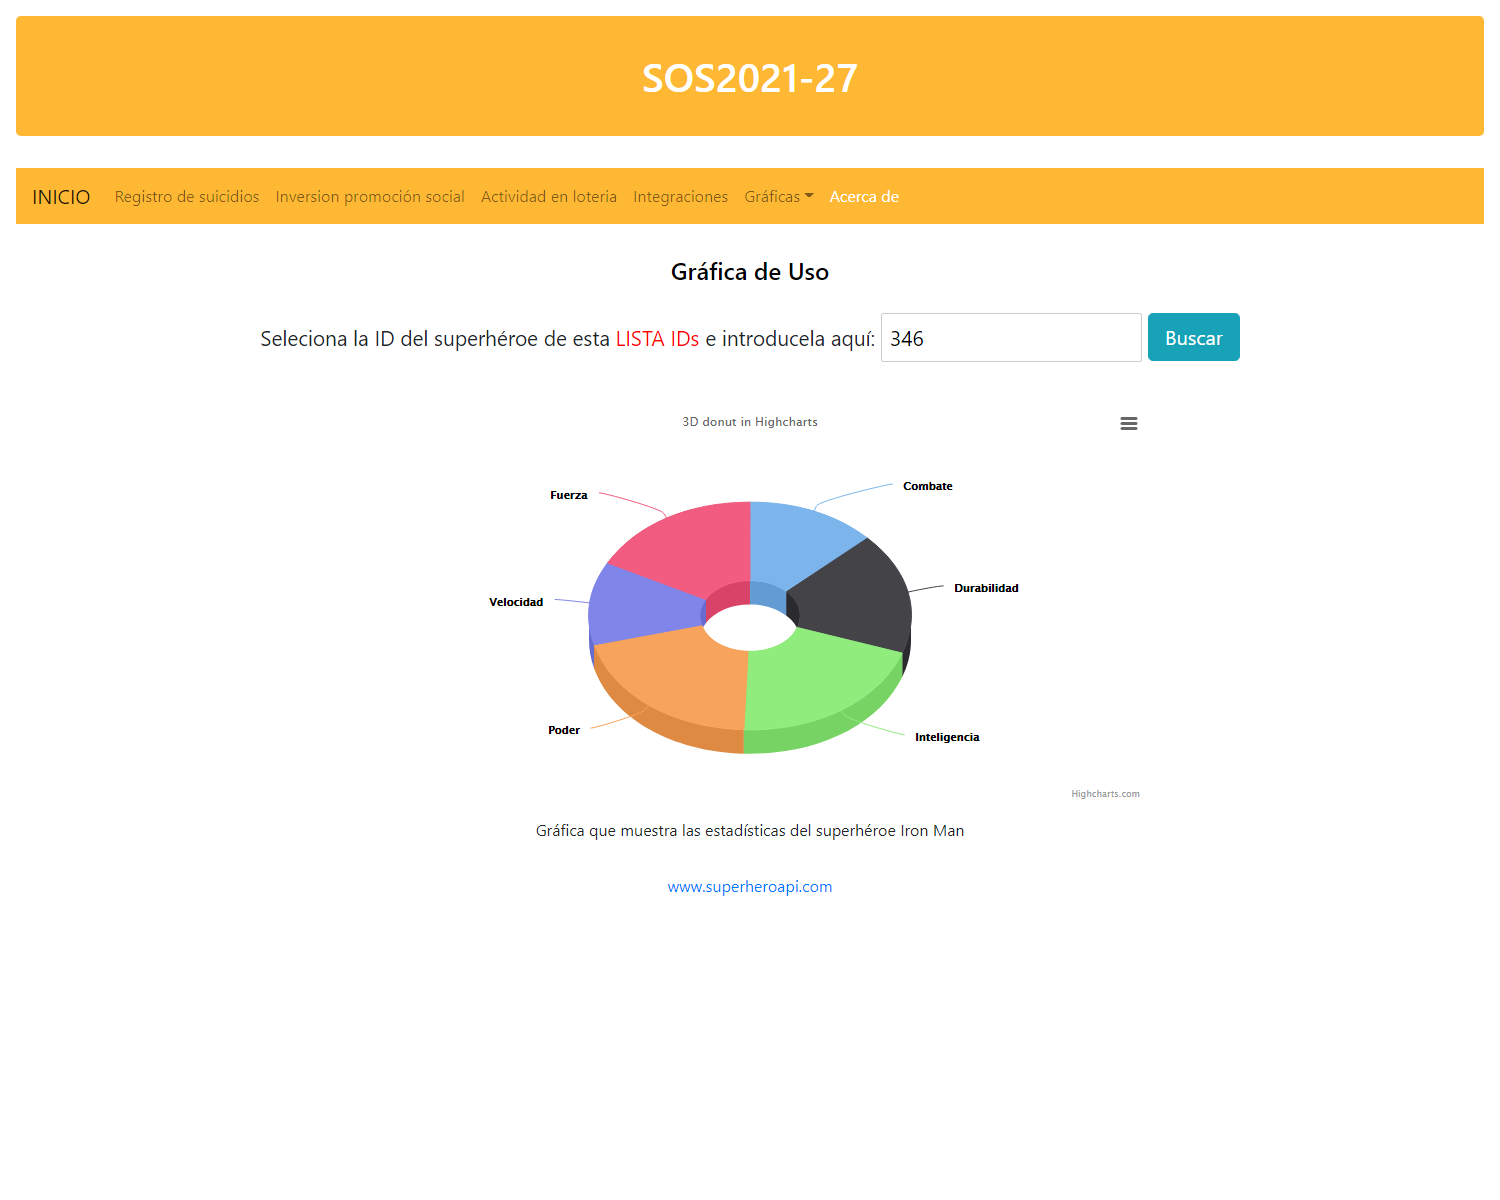 SOS2021-27
INICIO Registro de suicidios Inversion promoción social Actividad en loteria Integraciones Gráficas Acerca de
Gráfica de Uso
Seleciona la ID del superhéroe de esta LISTA IDs e introducela aquí: 346 Buscar
3D donut in Highcharts
Combate
Fuerza
Durabilidad
Velocidad
Poder
Inteligencia
Highcharts.com
Gráfica que muestra las estadísticas del superhéroe Iron Man
www.superheroapi.com